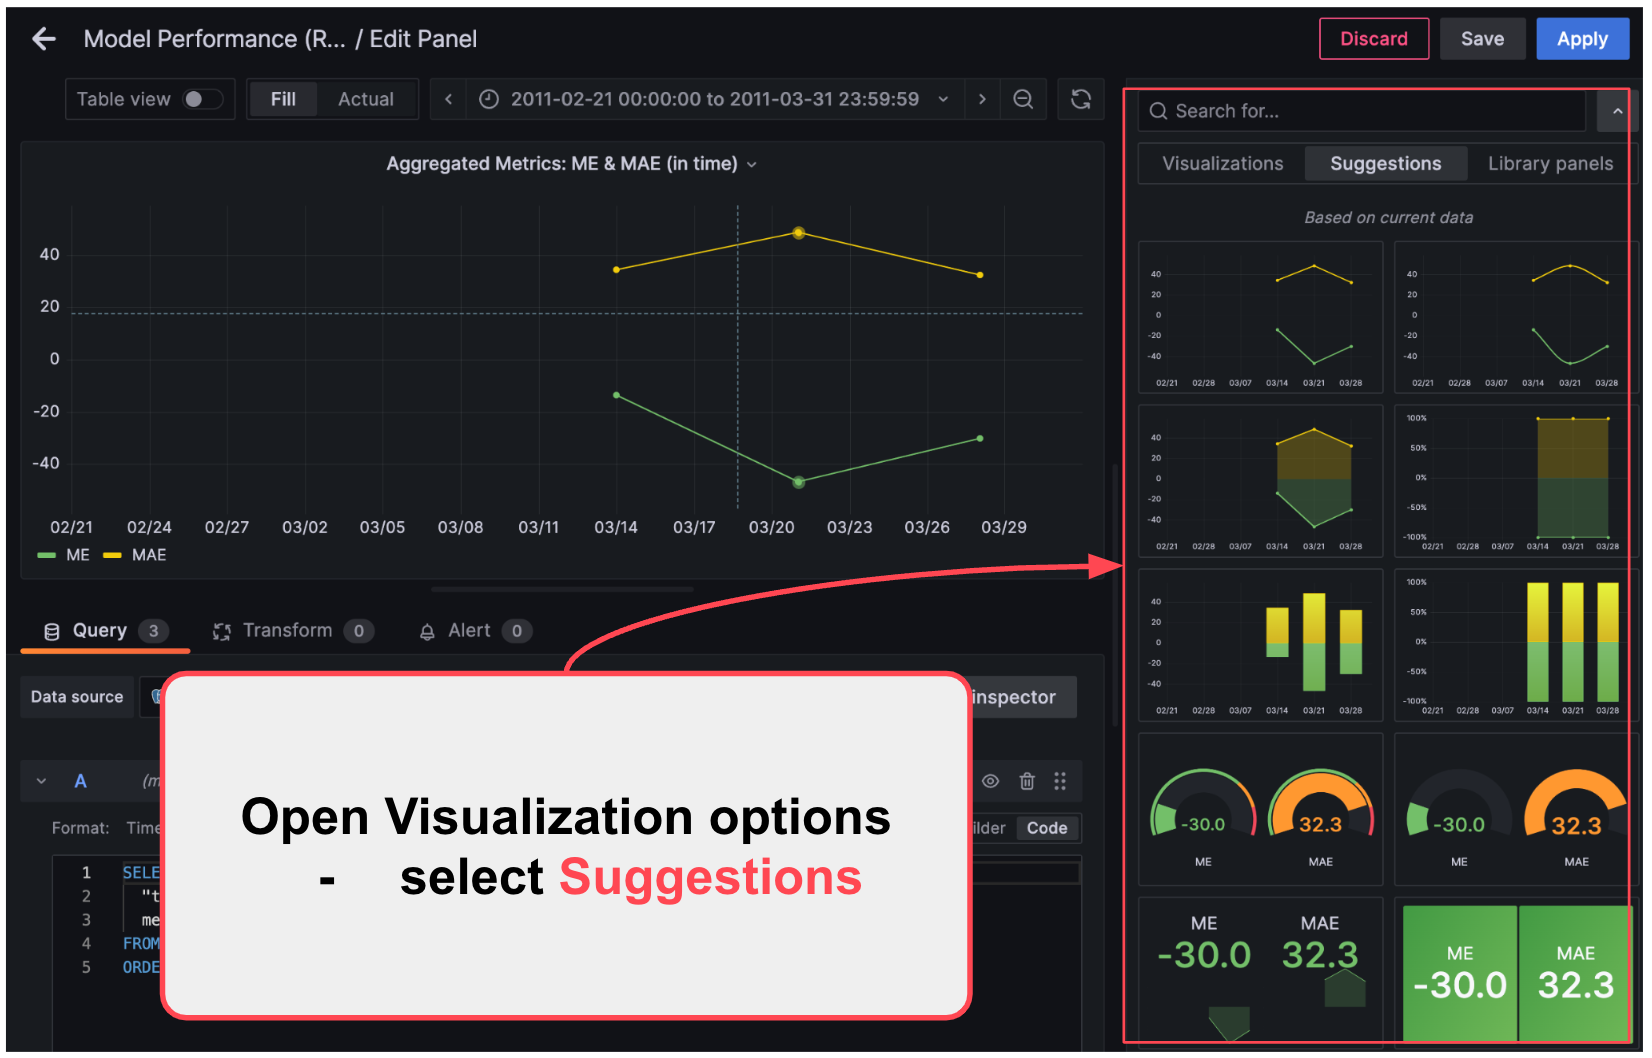 Model Performance (R... / Edit Panel
Discard
Save
Apply
Table view
Fill
Actual
2011-02-21 00:00:00 to 2011-03-31 23:59:59
Search for...
Visualizations
Suggestions
Library panels
Based on current data
Aggregated Metrics: ME & MAE (in time)
40
20
0
-20
-40
02/21 02/24 02/27 03/02 03/05 03/08 03/11 03/14 03/17 03/20 03/23 03/26 03/29
ME MAE
Query 3
Transform 0
Alert 0
Data source
inspector
A (m
Format: Time
ilder
Code
1 SELE
2 "t
3 me
4 FROM
5 ORDE
Open Visualization options
- select Suggestions
40
20
0
-20
-40
02/21 02/28 03/07 03/14 03/21 03/28
40
20
0
-20
-40
02/21 02/28 03/07 03/14 03/21 03/28
40
20
0
-20
-40
02/21 02/28 03/07 03/14 03/21 03/28
100%
50%
0%
-50%
-100%
02/21 02/28 03/07 03/14 03/21 03/28
40
20
0
-20
-40
02/21 02/28 03/07 03/14 03/21 03/28
100%
50%
0%
-50%
-100%
02/21 02/28 03/07 03/14 03/21 03/28
-30.0 32.3
ME MAE
-30.0 32.3
ME MAE
ME MAE
-30.0 32.3
ME MAE
-30.0 32.3